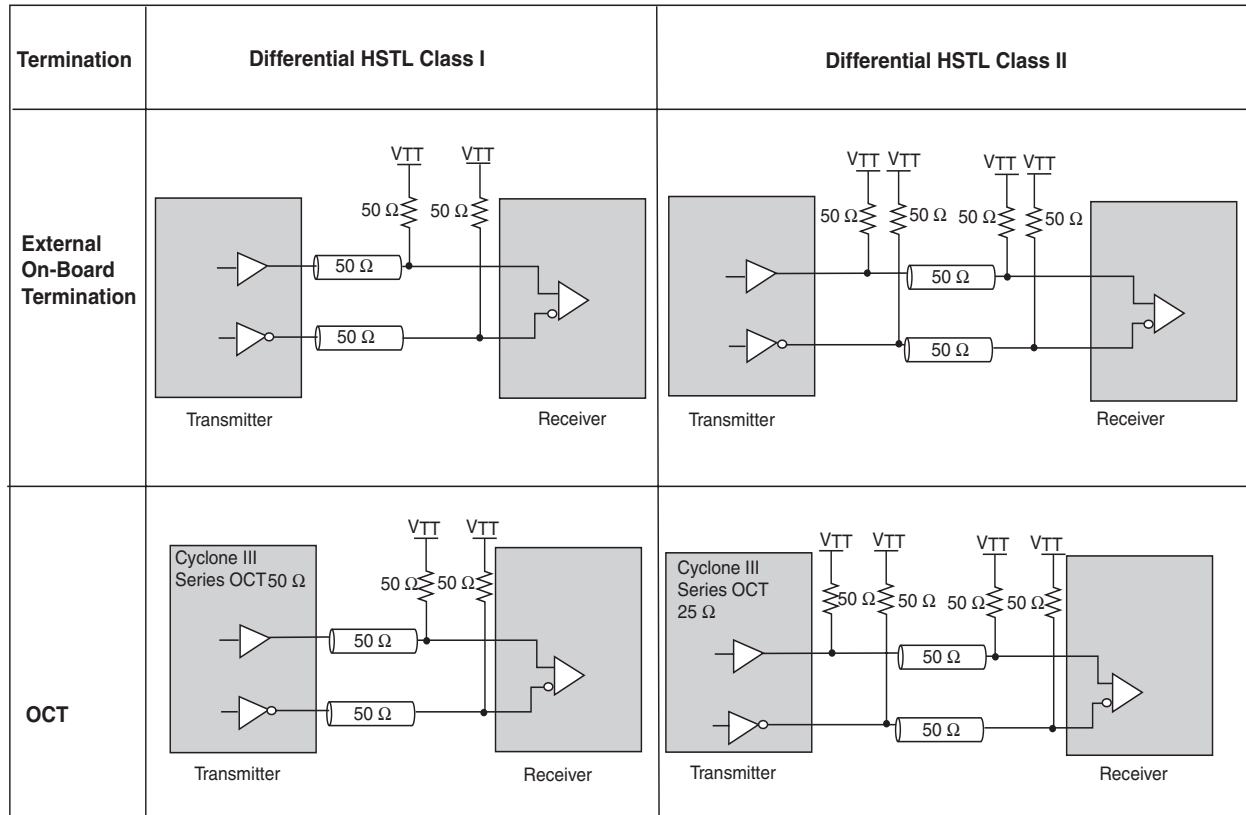 Termination
Differential HSTL Class I
Differential HSTL Class II
External
On-Board
Termination
VTT VTT
50 Ω 50 Ω
50 Ω
50 Ω
Transmitter
Receiver
VTT VTT VTT VTT
50 Ω 50 Ω 50 Ω 50 Ω
50 Ω
50 Ω
Transmitter
Receiver
OCT
Cyclone III
Series OCT 50 Ω
VTT VTT
50 Ω 50 Ω
50 Ω
50 Ω
Transmitter
Receiver
Cyclone III
Series OCT
25 Ω
VTT VTT VTT VTT
50 Ω 50 Ω 50 Ω 50 Ω
50 Ω
50 Ω
Transmitter
Receiver